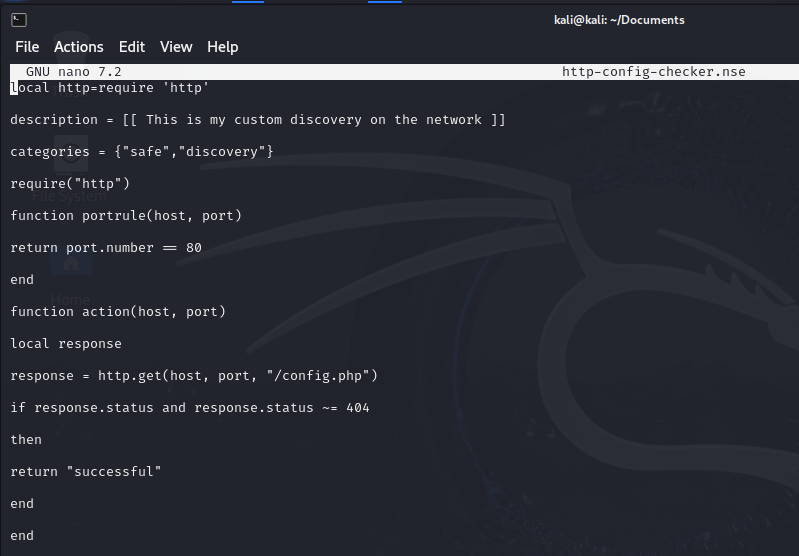 kali@kali: ~/Documents
File Actions Edit View Help
GNU nano 7.2 http-config-checker.nse
local http=require 'http'
description = [[ This is my custom discovery on the network ]]
categories = {"safe","discovery"}
require("http")
File System
function portrule(host, port)
return port.number == 80
end
Home
function action(host, port)
local response
response = http.get(host, port, "/config.php")
if response.status and response.status ~= 404
then
return "successful"
end
end